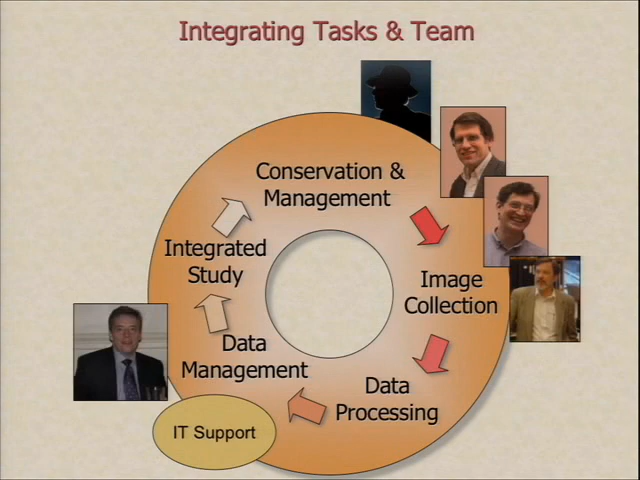 Integrating Tasks & Team
Conservation &
Management
Image
Collection
Data
Processing
Data
Management
Integrated
Study
IT Support